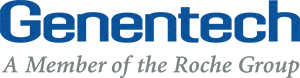 Genentech
A Member of the Roche Group